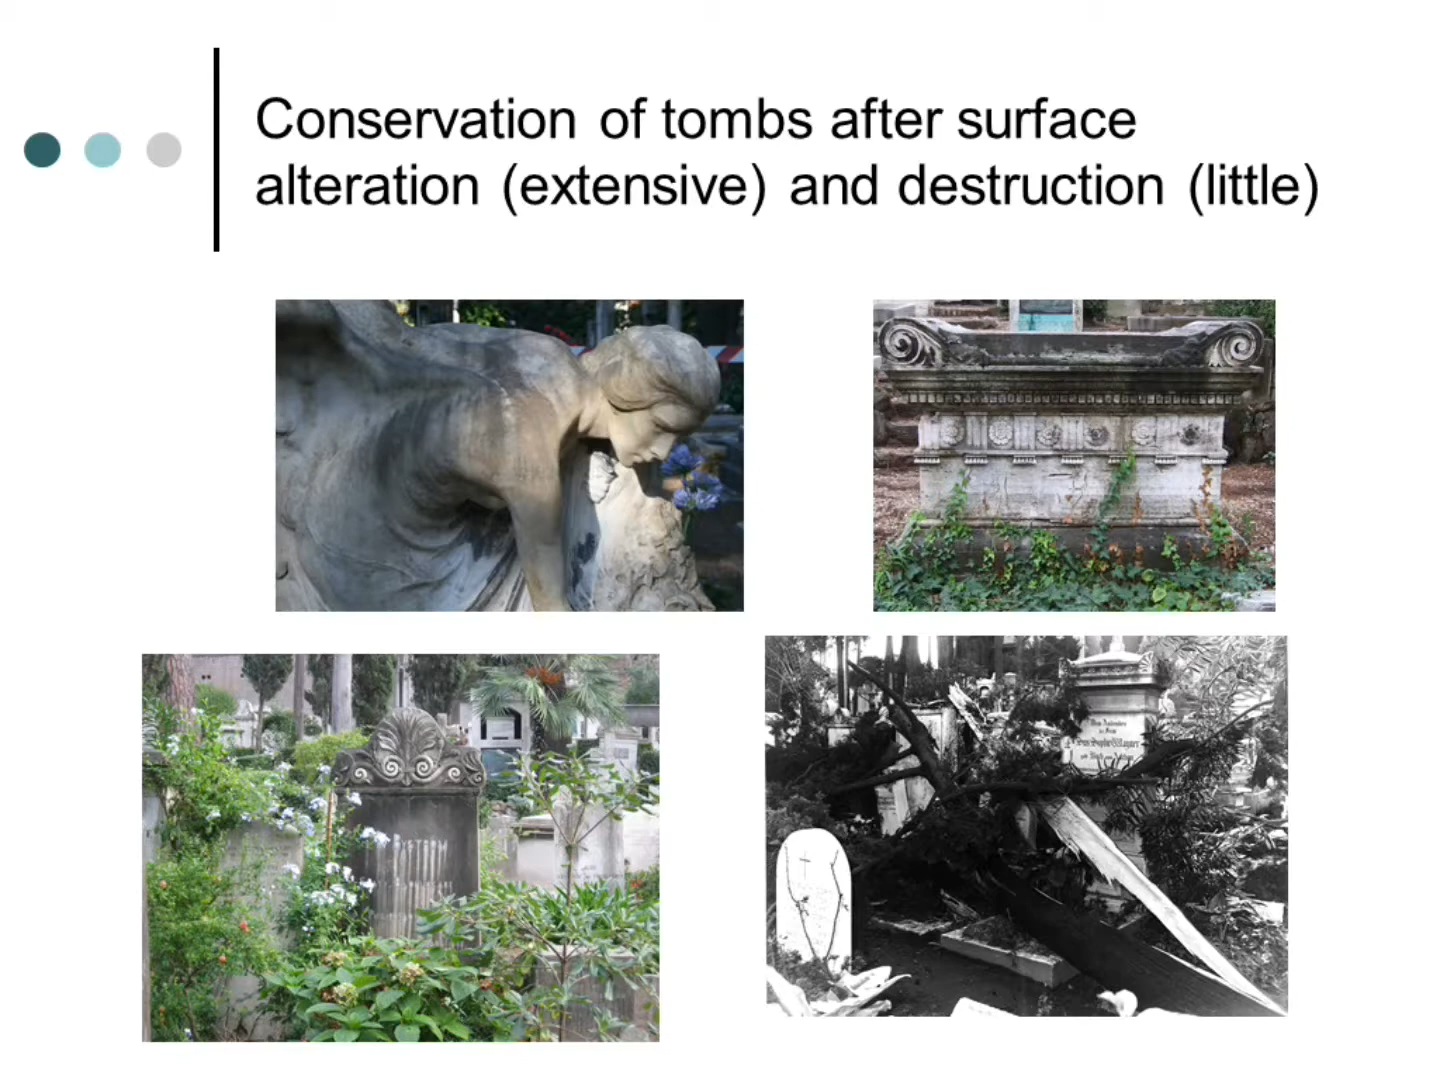 Conservation of tombs after surface
alteration (extensive) and destruction (little)